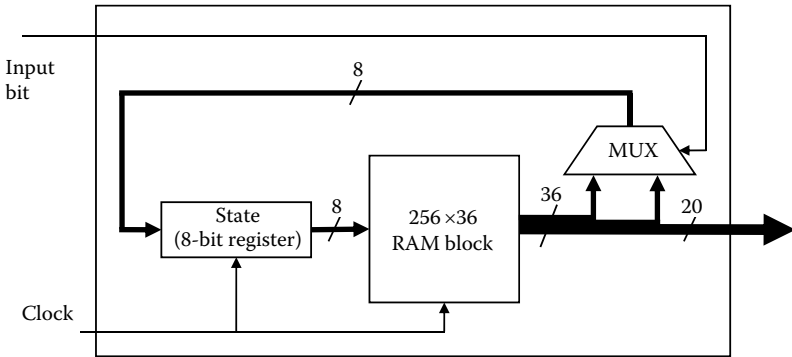 Input
bit
8
MUX
State
(8-bit register)
8
256 ×36
RAM block
36
20
Clock